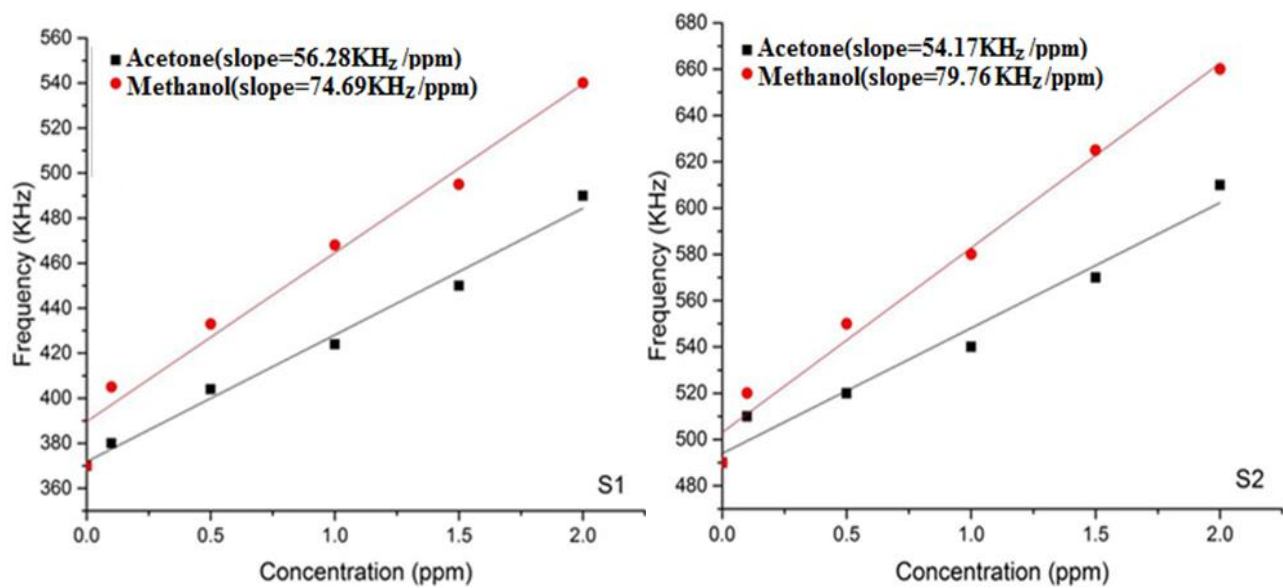 560
540
520
500
480
460
440
420
400
380
360
Frequency (KHz)
Acetone(slope=56.28KHz/ppm)
Methanol(slope=74.69KHz/ppm)
S1
0.0 0.5 1.0 1.5 2.0
Concentration (ppm)
680
660
640
620
600
580
560
540
520
500
480
Frequency (KHz)
Acetone(slope=54.17KHz/ppm)
Methanol(slope=79.76 KHz/ppm)
S2
0.0 0.5 1.0 1.5 2.0
Concentration (ppm)